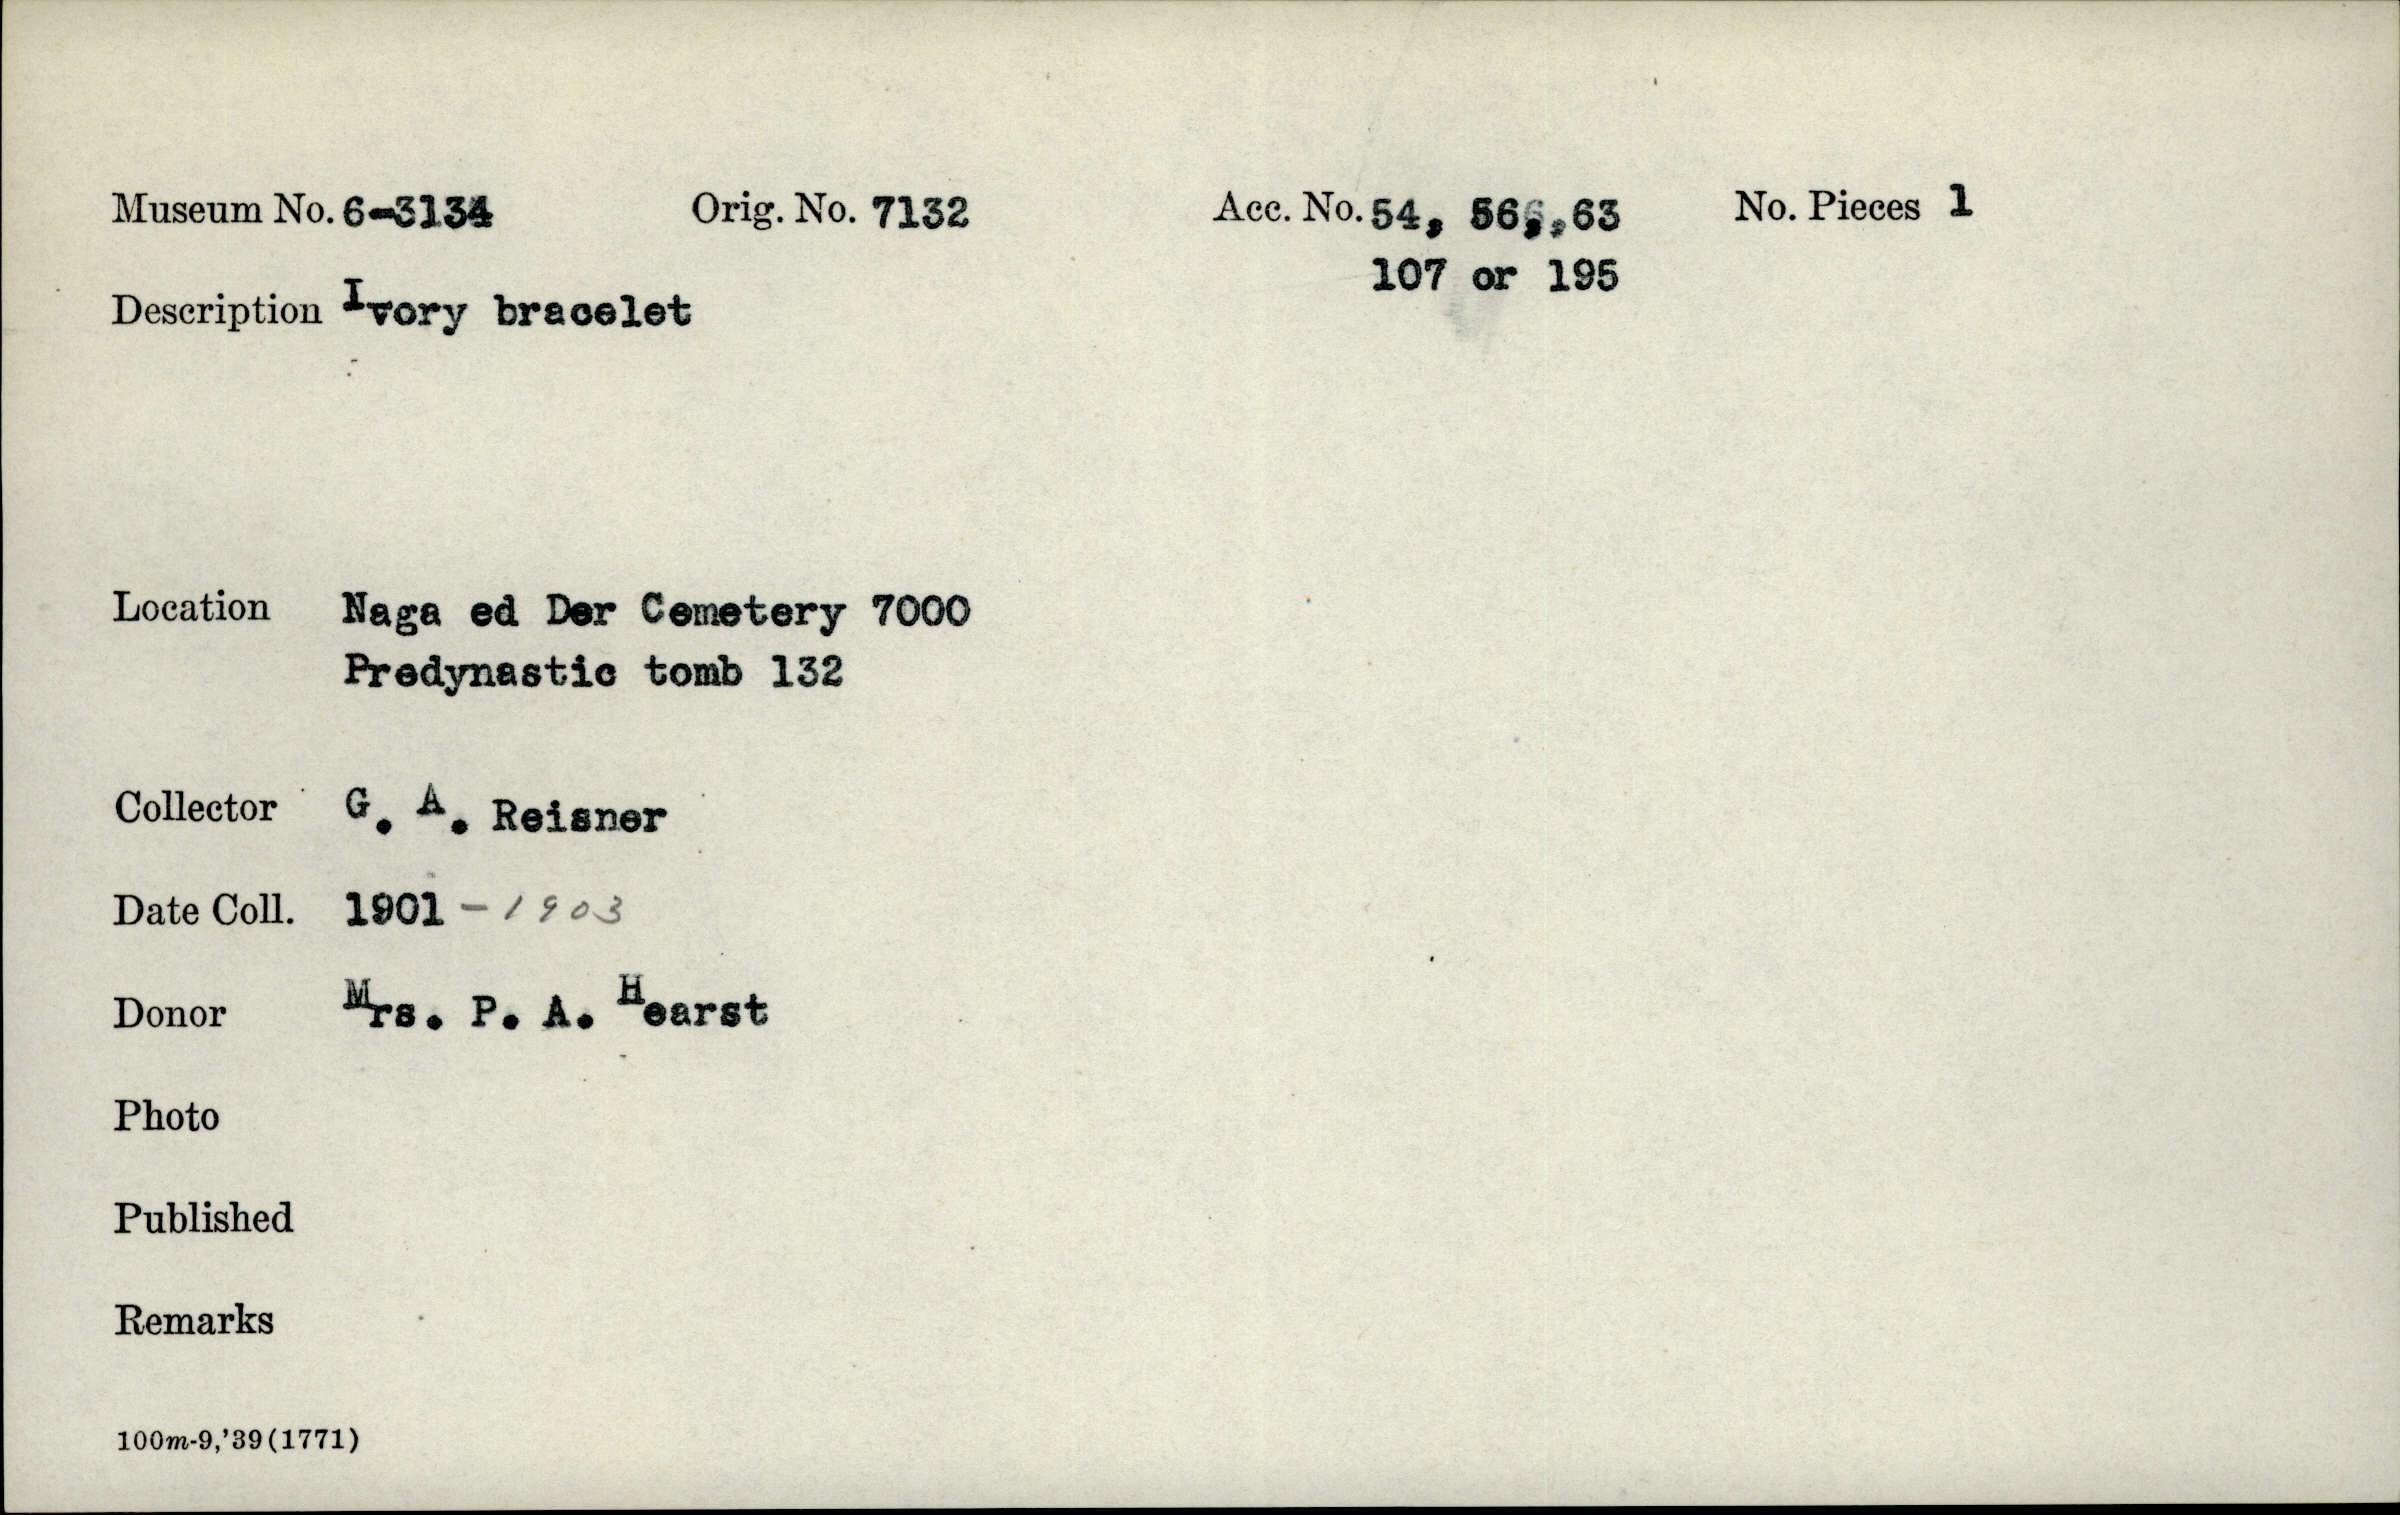 Museum No. 6-3134 Orig. No. 7132 Acc. No. 54, 56,,63 No. Pieces 1
107 or 195
Description Ivory bracelet
Location Naga ed Der Cemetery 7000
Predynastic tomb 132
Collector G. A. Reisner
Date Coll. 1901 - 1903
Donor Mrs. P. A. Hearst
Photo
Published
Remarks
100m-9,'39(1771)